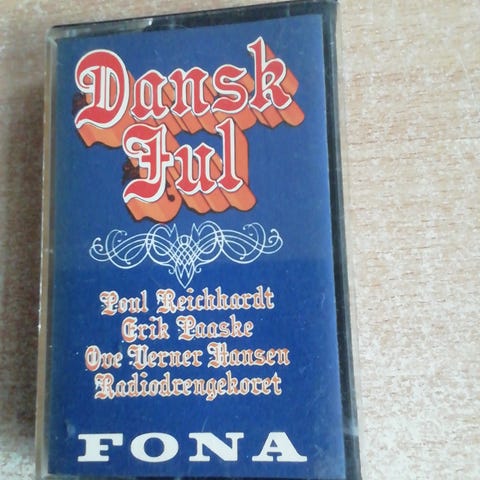 Dansk
Jul
Poul Reichhardt
Erik Paaske
Ove Verner Hansen
Radiodrengekoret
FONA